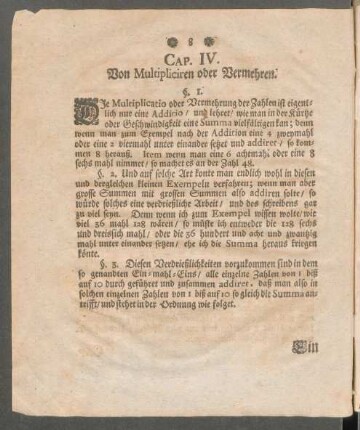 8
CAP. IV.
Von Multipliciren oder Vermehren.
§. 1.
Die Multiplicatio oder Vermehrung der Zahlen ist eigent-
lich nur eine Addirio/ und lehret/ wie man in der Kürtze
oder Geschwindigkeit eine Summa vielfältigen kan; denn
wenn man zum Exempel nach der Addition eine 4 zweymahl
oder eine 2 viermahl unter einander setzet und addiret/ so kom-
men 8 herauß. Item wenn man eine 6 achtmahl oder eine 8
sechs mahl nimmet/ so machet es an der Zahl 48.
§. 2. Und auf solche Art konte man endlich wohl in diesen
und dergleichen kleinen Exempeln verfahren; wenn man aber
grosse Summen mit grossen Summen also addiren solte/ so
würde solches eine verdrießliche Arbeit/ und des schreibens gar
zu viel seyn. Denn wenn ich zum Exempel wissen wolte/ wie
viel 36 mahl 128 wären/ so müste ich entweder die 128 sechs
und dreissich mahl/ oder die 36 hundert und acht und zwantzig
mahl unter einander setzen/ ehe ich die Summa heraus kriegen
könte.
§. 3. Diesen Verdrießlichkeiten vorzukommen sind in dem
so genandten Ein-mahl-Eins/ alle einzelne Zahlen von 1 biß
auf 10 durch geführet und zusammen addiret, daß man also in
solchen einzelnen Zahlen von 1 biß auf 10 so gleich die Summa an-
trifft/ und stehet in der Ordnung wie folget.
Ein